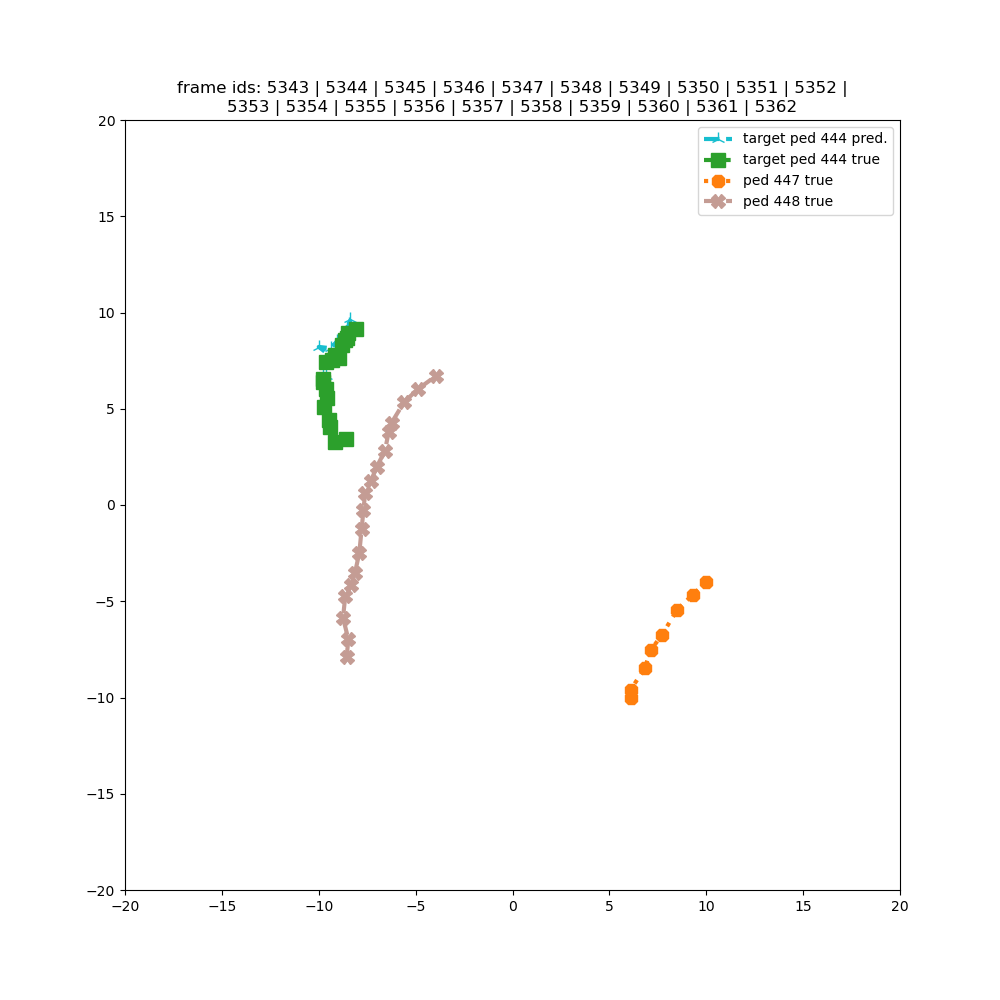 frame ids: 5343 | 5344 | 5345 | 5346 | 5347 | 5348 | 5349 | 5350 | 5351 | 5352 |
5353 | 5354 | 5355 | 5356 | 5357 | 5358 | 5359 | 5360 | 5361 | 5362
target ped 444 pred.
target ped 444 true
ped 447 true
ped 448 true
20
15
10
5
0
−5
−10
−15
−20
−20 −15 −10 −5 0 5 10 15 20